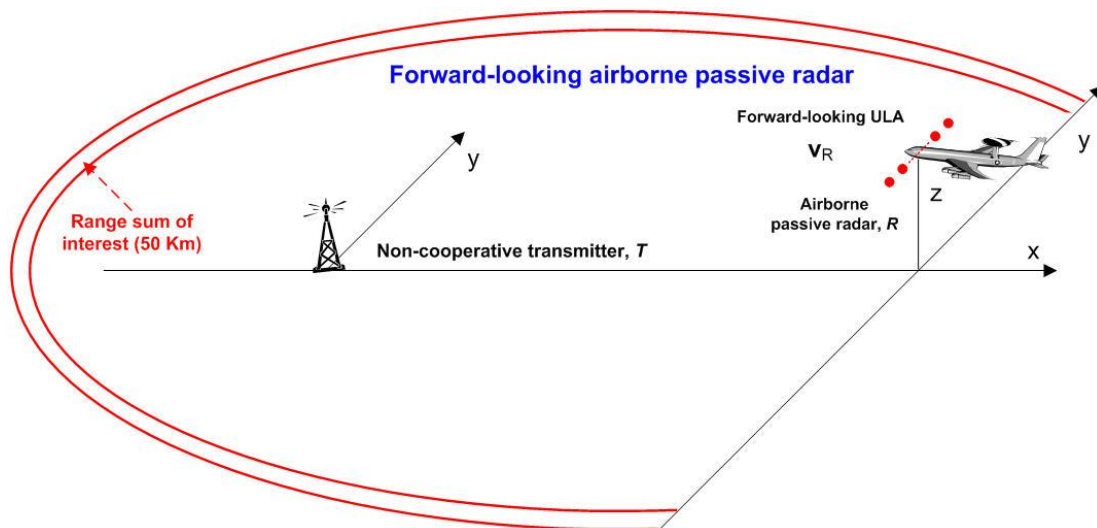 Forward-looking airborne passive radar
Forward-looking ULA
y
v_R
y
Airborne
passive radar, R
z
Range sum of
interest (50 Km)
Non-cooperative transmitter, T
x